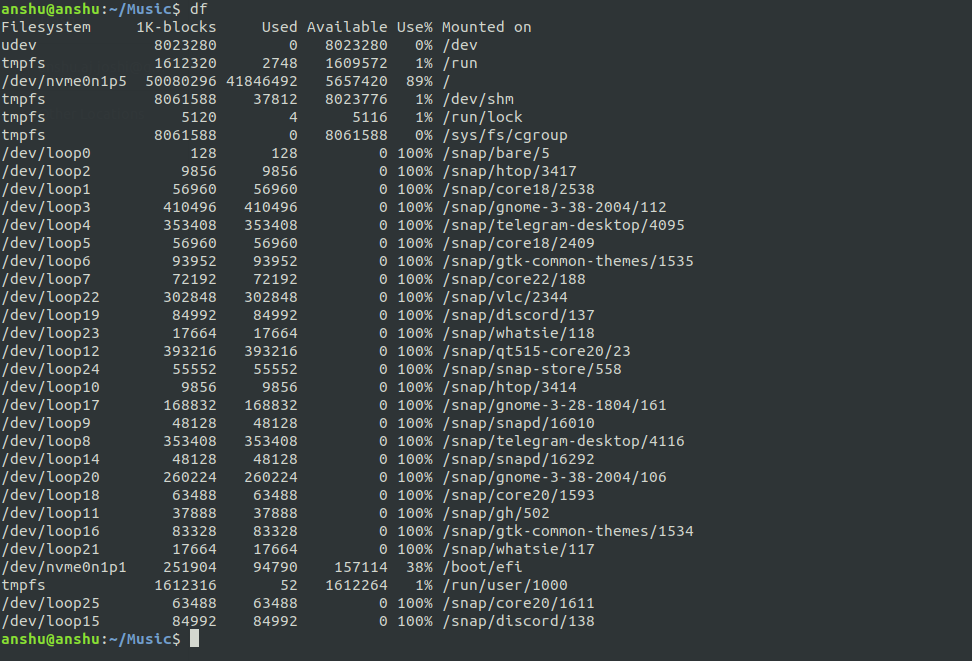 anshu@anshu:~/Music$ df
Filesystem     1K-blocks     Used Available Use% Mounted on
udev             8023280        0   8023280   0% /dev
tmpfs            1612320     2748   1609572   1% /run
/dev/nvme0n1p5  50080296 41846492   5657420  89% /
tmpfs            8061588    37812   8023776   1% /dev/shm
tmpfs               5120        4      5116   1% /run/lock
tmpfs            8061588        0   8061588   0% /sys/fs/cgroup
/dev/loop0           128      128         0 100% /snap/bare/5
/dev/loop2          9856     9856         0 100% /snap/htop/3417
/dev/loop1         56960    56960         0 100% /snap/core18/2538
/dev/loop3        410496   410496         0 100% /snap/gnome-3-38-2004/112
/dev/loop4        353408   353408         0 100% /snap/telegram-desktop/4095
/dev/loop5         56960    56960         0 100% /snap/core18/2409
/dev/loop6         93952    93952         0 100% /snap/gtk-common-themes/1535
/dev/loop7         72192    72192         0 100% /snap/core22/188
/dev/loop22       302848   302848         0 100% /snap/vlc/2344
/dev/loop19        84992    84992         0 100% /snap/discord/137
/dev/loop23        17664    17664         0 100% /snap/whatsie/118
/dev/loop12       393216   393216         0 100% /snap/qt515-core20/23
/dev/loop24        55552    55552         0 100% /snap/snap-store/558
/dev/loop10         9856     9856         0 100% /snap/htop/3414
/dev/loop17       168832   168832         0 100% /snap/gnome-3-28-1804/161
/dev/loop9         48128    48128         0 100% /snap/snapd/16010
/dev/loop8        353408   353408         0 100% /snap/telegram-desktop/4116
/dev/loop14        48128    48128         0 100% /snap/snapd/16292
/dev/loop20       260224   260224         0 100% /snap/gnome-3-38-2004/106
/dev/loop18        63488    63488         0 100% /snap/core20/1593
/dev/loop11        37888    37888         0 100% /snap/gh/502
/dev/loop16        83328    83328         0 100% /snap/gtk-common-themes/1534
/dev/loop21        17664    17664         0 100% /snap/whatsie/117
/dev/nvme0n1p1    251904    94790    157114  38% /boot/efi
tmpfs            1612316       52   1612264   1% /run/user/1000
/dev/loop25        63488    63488         0 100% /snap/core20/1611
/dev/loop15        84992    84992         0 100% /snap/discord/138
anshu@anshu:~/Music$